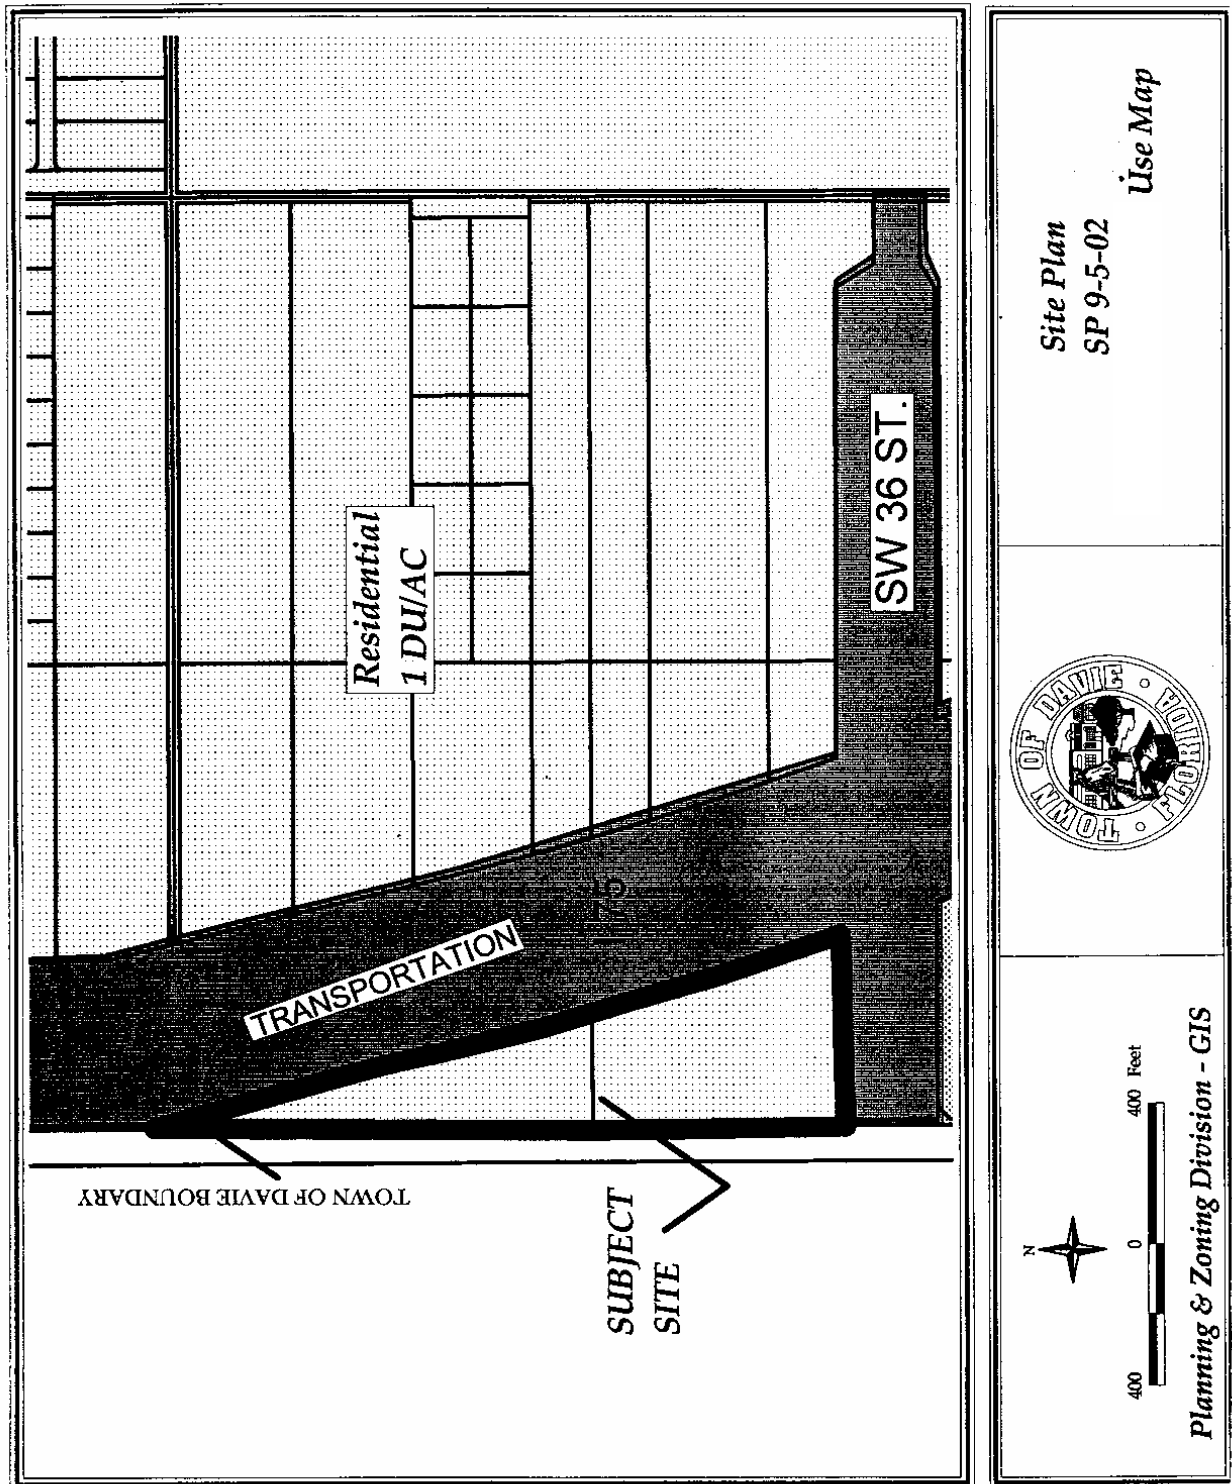 TOWN OF DAVIE BOUNDARY
TRANSPORTATION
Residential
1 DU/AC
SUBJECT
SITE
SW 36 ST.
N
400 0 400 Feet
Planning & Zoning Division - GIS
TOWN OF DAVIE
FLORIDA
Site Plan
SP 9-5-02
Use Map